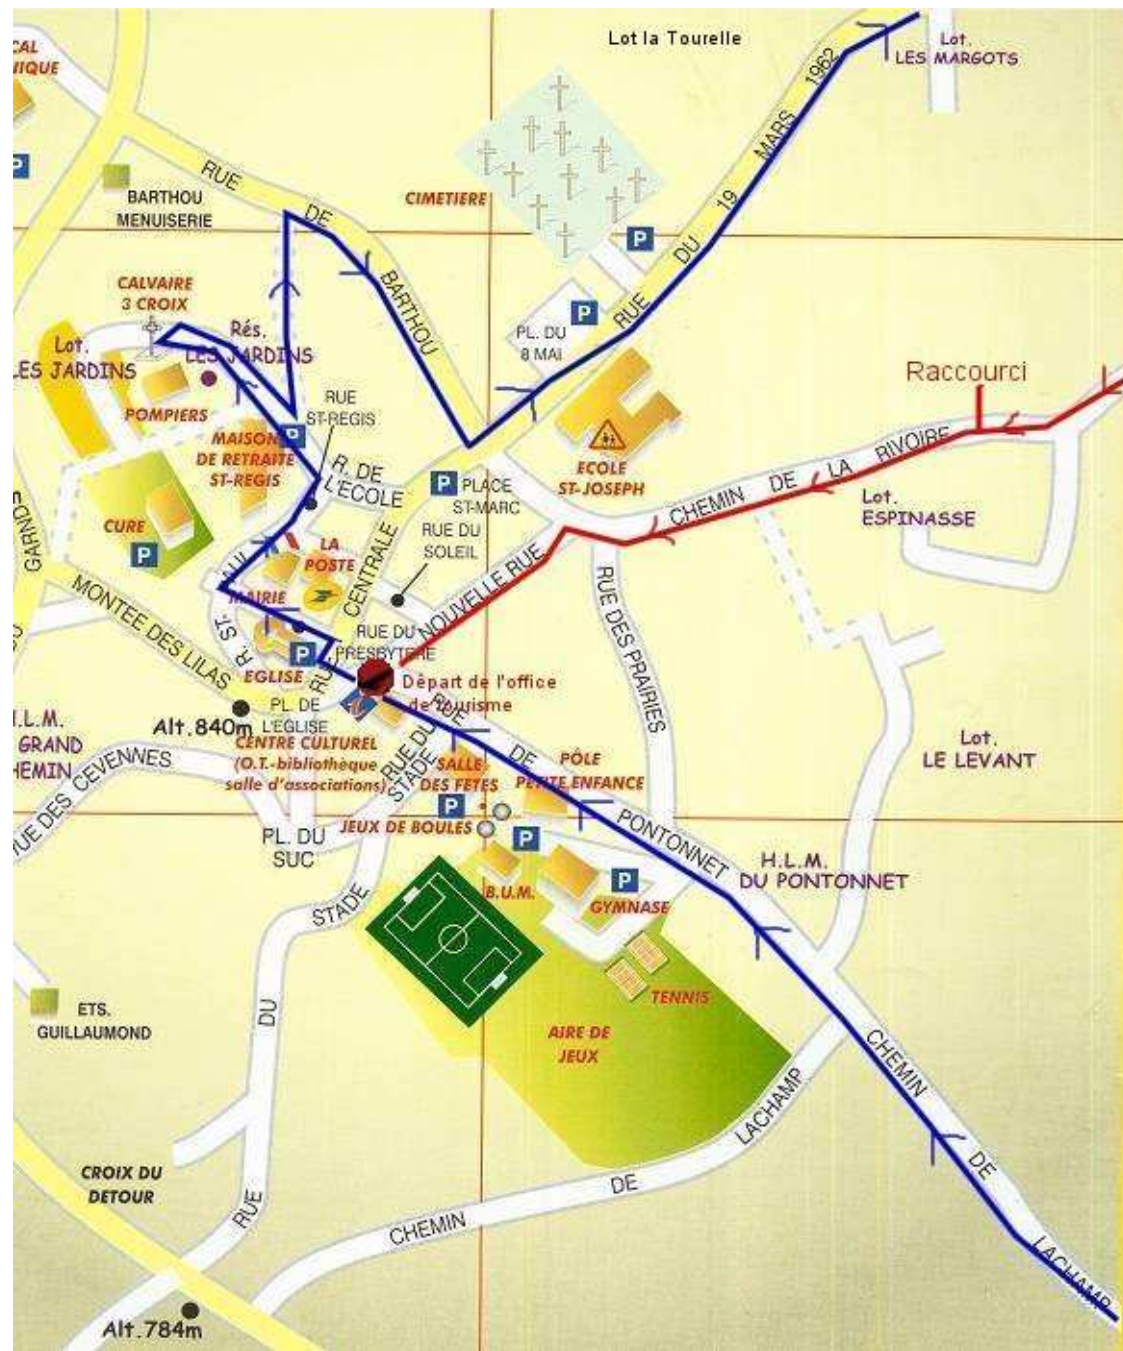 Lot la Tourelle
Lot.
LES MARGOTS
CAL
NIQUE
P
RUE DE BARTHOU
BARTHOU
MENUISERIE
CIMETIERE
P
RUE DU 19 MARS 1962
CALVAIRE
3 CROIX
P
PL. DU
8 MAI
Lot.
LES JARDINS
Rés.
LES JARDINS
POMPIERS
Raccourci
RUE
ST-REGIS
MAISON
DE RETRAITE
ST-REGIS
P
R. DE
L'ECOLE
ECOLE
ST-JOSEPH
P
PLACE
ST-MARC
CHEMIN DE LA RIVOIRE
Lot.
ESPINASSE
CURE
P
RUE DU
SOLEIL
LA
POSTE
MAIRIE
CENTRALE
NOUVELLE RUE
RUE DES PRAIRIES
MONTEE DES LILAS
R. ST-
RUE
RUE DU
PRESBYTERE
EGLISE
P
Départ de l'office
de tourisme
Alt.840m
PL. DE
L'EGLISE
H.L.M.
GRAND
CHEMIN
CENTRE CULTUREL
(O.T.-bibliothèque
salle d'associations)
RUE DU
STADE
SALLE
DES FETES
PÔLE
PETITE ENFANCE
Lot.
LE LEVANT
RUE DES CEVENNES
P
JEUX DE BOULES
RUE DE PONTONNET
PL. DU
SUC
P
B.U.M.
P
GYMNASE
H.L.M.
DU PONTONNET
RUE DU STADE
TENNIS
AIRE DE
JEUX
ETS.
GUILLAUMOND
CHEMIN DE LACHAMP
CHEMIN DE LACHAMP
CROIX DU
DETOUR
Alt.784m